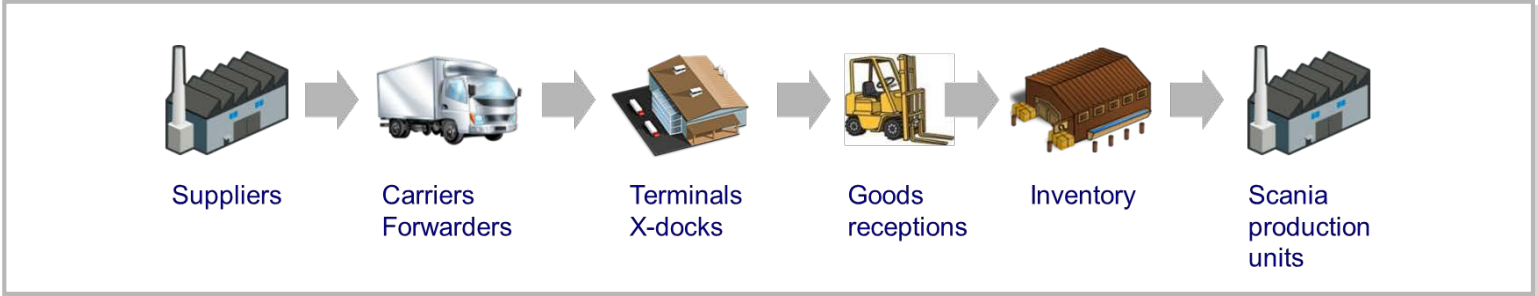 Suppliers
Carriers
Forwarders
Terminals
X-docks
Goods
receptions
Inventory
Scania
production
units